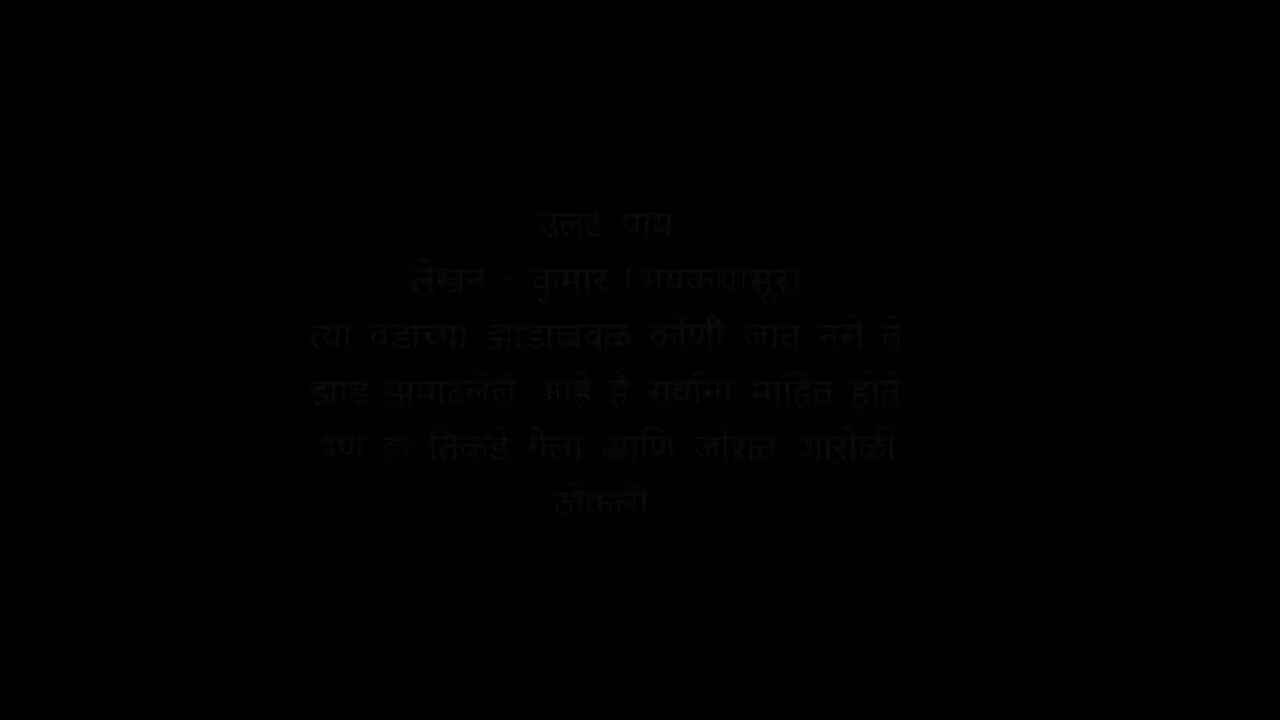 उलटे पाय
लेखन - कुमार (भयकथासूर)
त्या वडाच्या झाडाजवळ कोणी जात नसे ते
झाड झपाटलेले आहे हे सर्वांना माहित होते
पण तो तिकडे गेला आणि जोरात आरोळी
ठोकली